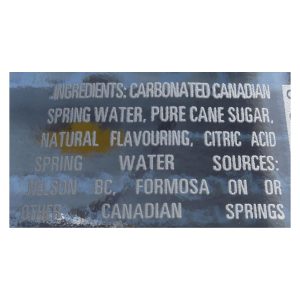 INGREDIENTS: CARBONATED CANADIAN
SPRING WATER, PURE CANE SUGAR,
NATURAL FLAVOURING, CITRIC ACID
SPRING WATER SOURCES:
NELSON BC, FORMOSA ON OR
OTHER CANADIAN SPRINGS